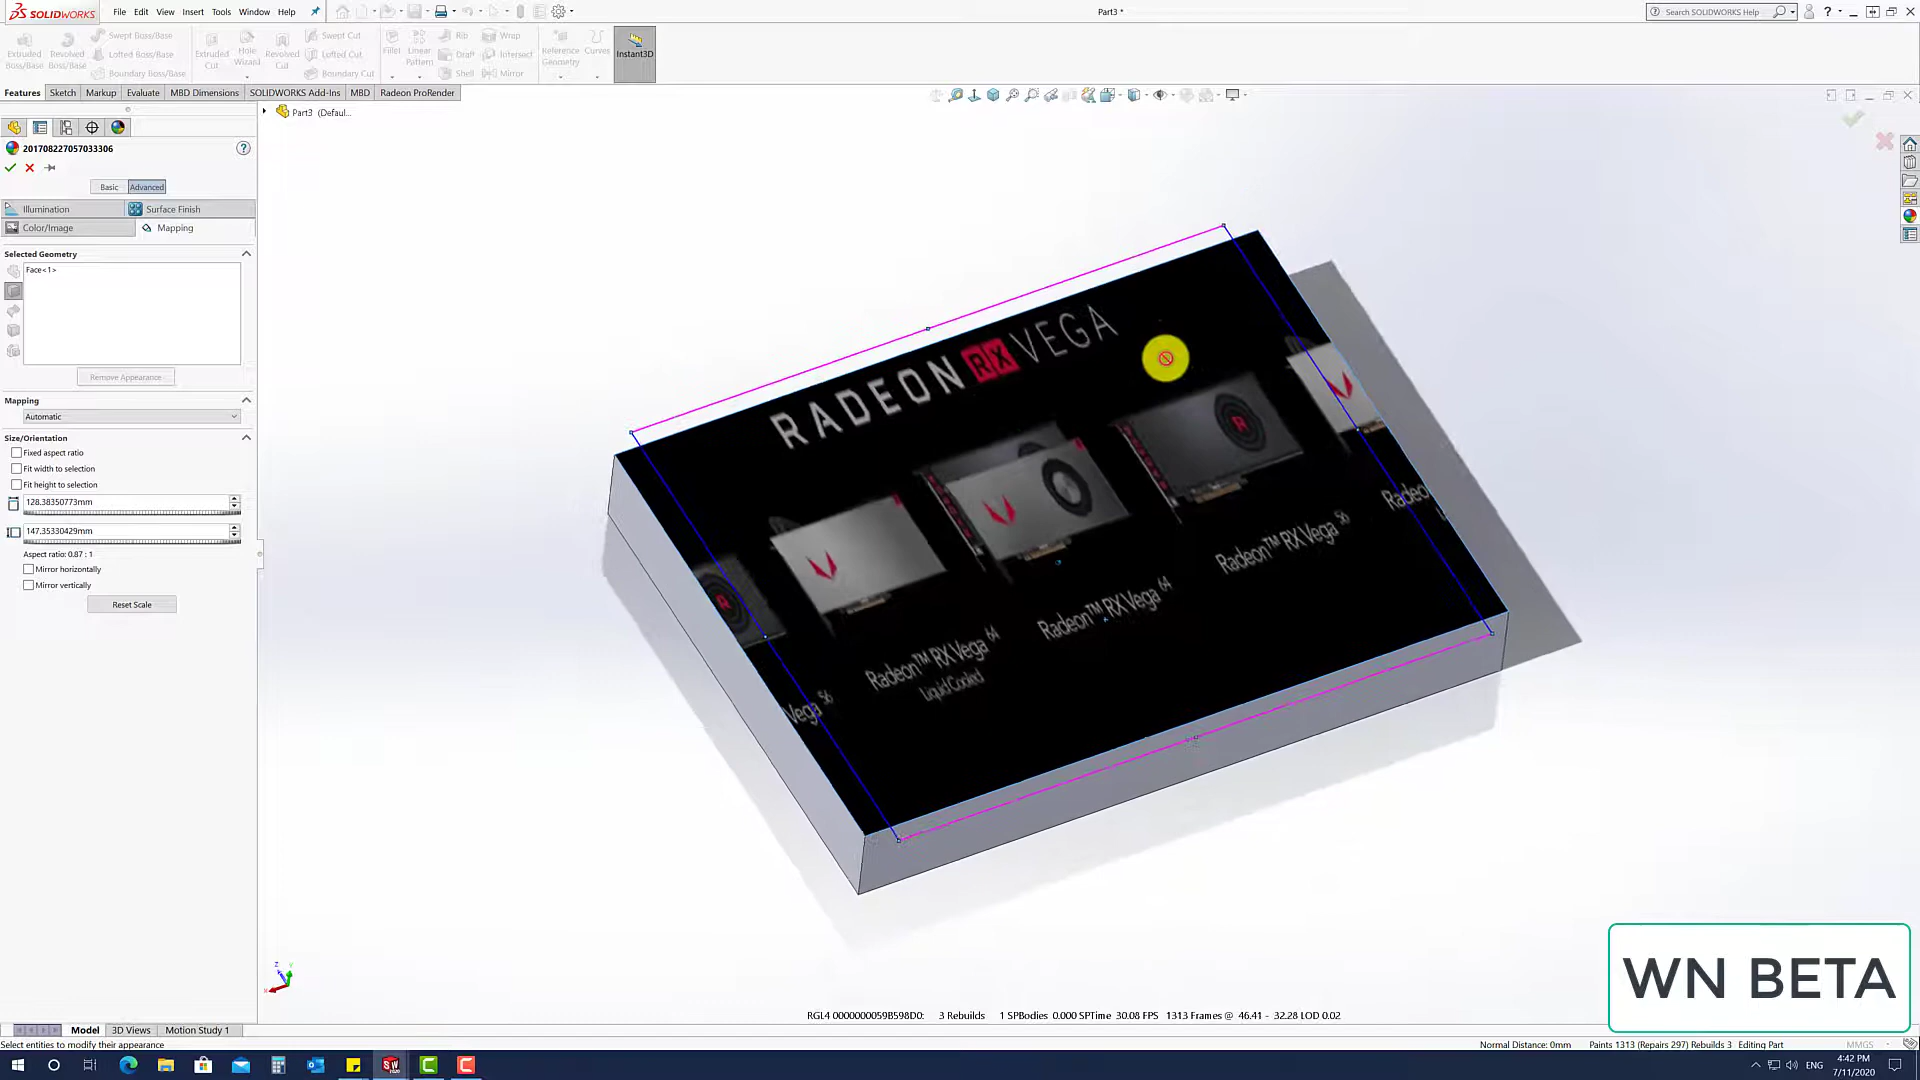 SOLIDWORKS File Edit View Insert Tools Window Help Part3 * Search SOLIDWORKS Help
Extruded Boss/Base Revolved Boss/Base Swept Boss/Base Lofted Boss/Base Boundary Boss/Base Extruded Cut Hole Wizard Revolved Cut Swept Cut Lofted Cut Boundary Cut Fillet Linear Pattern Rib Draft Shell Wrap Intersect Mirror Reference Geometry Curves Instant3D
Features Sketch Markup Evaluate MBD Dimensions SOLIDWORKS Add-Ins MBD Radeon ProRender
Part3 (Defaul...
201708227057033306
Basic Advanced
Illumination Surface Finish
Color/Image Mapping
Selected Geometry
Face<1>
Remove Appearance
Mapping
Automatic
Size/Orientation
Fixed aspect ratio
Fit width to selection
Fit height to selection
128.38350773mm
147.35330429mm
Aspect ratio: 0.87 : 1
Mirror horizontally
Mirror vertically
Reset Scale
RADEON RX VEGA
Radeon™ RX Vega 64
Liquid Cooled
Radeon™ RX Vega 64
Radeon™ RX Vega 56
Radeo
Vega 56
WN BETA
RGL4 0000000059B598D0: 3 Rebuilds 1 SPBodies 0.000 SPTime 30.08 FPS 1313 Frames @ 46.41 - 32.28 LOD 0.02
Model 3D Views Motion Study 1
Select entities to modify their appearance Normal Distance: 0mm Paints 1313 (Repairs 297) Rebuilds 3 Editing Part MMGS
ENG 4:42 PM
7/11/2020